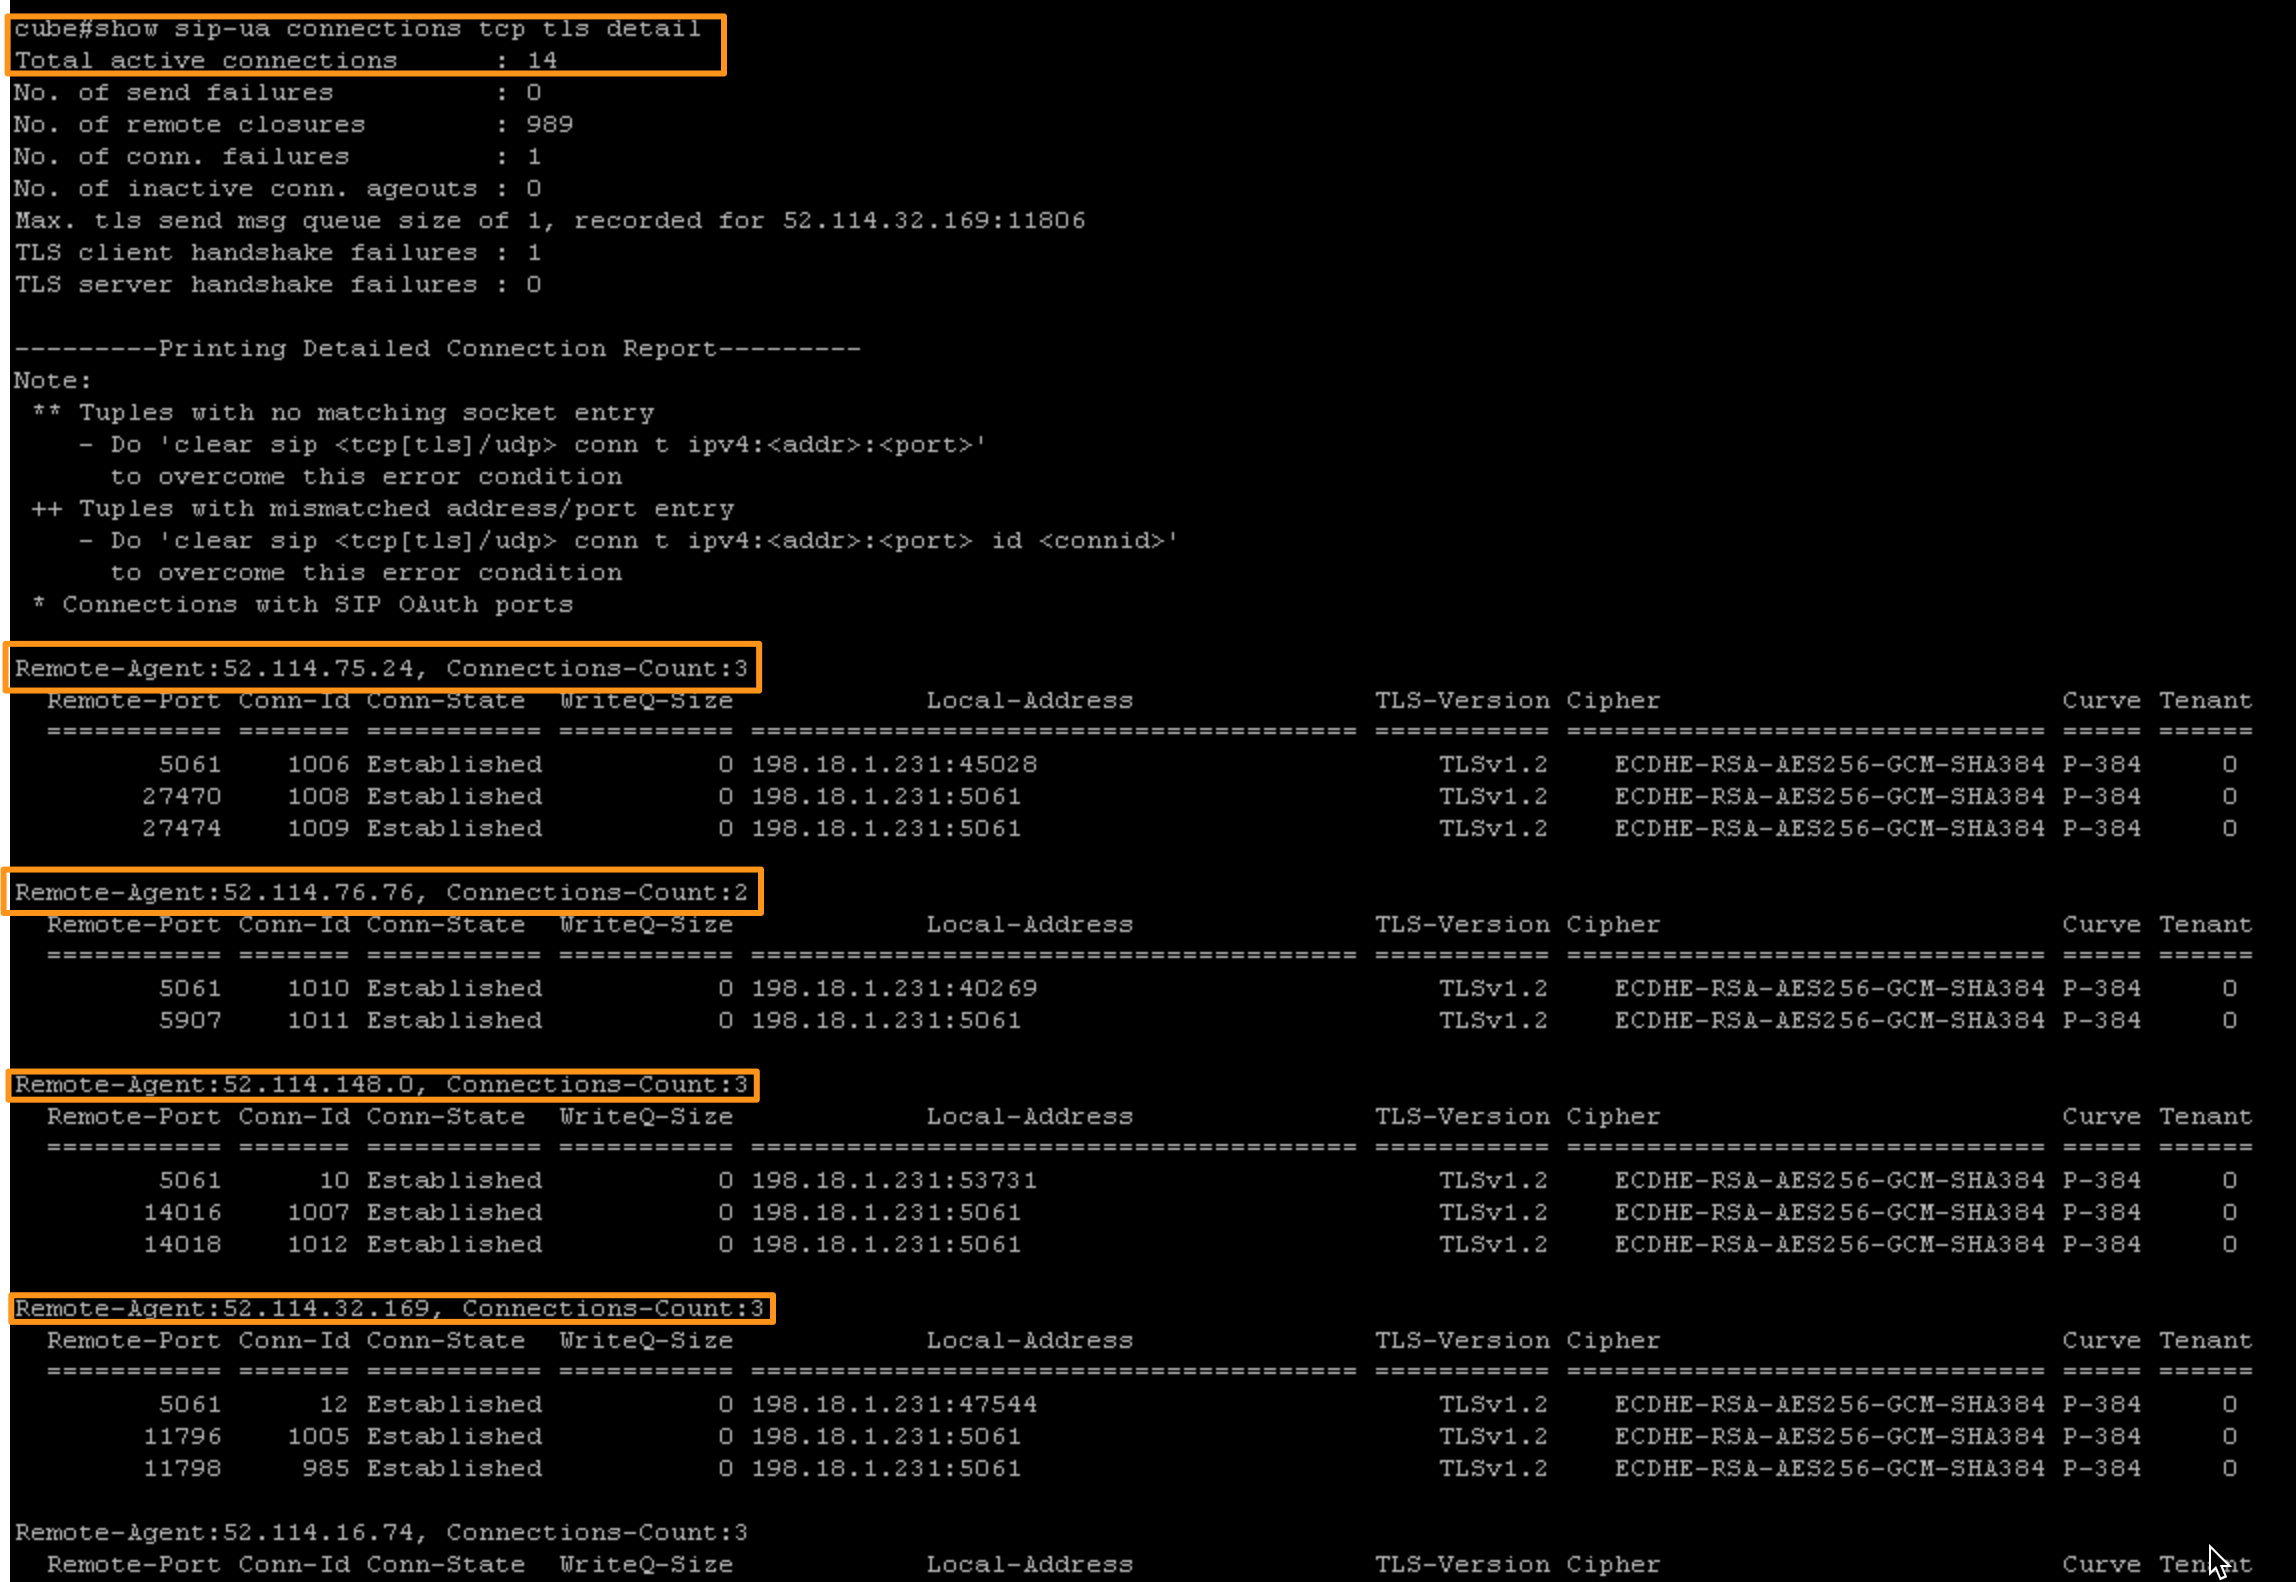 cube#show sip-ua connections tcp tls detail
Total active connections      : 14
No. of send failures          : 0
No. of remote closures        : 989
No. of conn. failures         : 1
No. of inactive conn. ageouts : 0
Max. tls send msg queue size of 1, recorded for 52.114.32.169:11806
TLS client handshake failures : 1
TLS server handshake failures : 0
---------Printing Detailed Connection Report---------
Note:
 ** Tuples with no matching socket entry
    - Do 'clear sip <tcp[tls]/udp> conn t ipv4:<addr>:<port>'
      to overcome this error condition
 ++ Tuples with mismatched address/port entry
    - Do 'clear sip <tcp[tls]/udp> conn t ipv4:<addr>:<port> id <connid>'
      to overcome this error condition
 * Connections with SIP OAuth ports
Remote-Agent:52.114.75.24, Connections-Count:3
  Remote-Port Conn-Id Conn-State  WriteQ-Size            Local-Address               TLS-Version Cipher                         Curve Tenant
  =========== ======= =========== =========== ====================================== =========== ============================== ===== ======
         5061    1006 Established           0 198.18.1.231:45028                         TLSv1.2    ECDHE-RSA-AES256-GCM-SHA384 P-384      0
        27470    1008 Established           0 198.18.1.231:5061                          TLSv1.2    ECDHE-RSA-AES256-GCM-SHA384 P-384      0
        27474    1009 Established           0 198.18.1.231:5061                          TLSv1.2    ECDHE-RSA-AES256-GCM-SHA384 P-384      0
Remote-Agent:52.114.76.76, Connections-Count:2
  Remote-Port Conn-Id Conn-State  WriteQ-Size            Local-Address               TLS-Version Cipher                         Curve Tenant
  =========== ======= =========== =========== ====================================== =========== ============================== ===== ======
         5061    1010 Established           0 198.18.1.231:40269                         TLSv1.2    ECDHE-RSA-AES256-GCM-SHA384 P-384      0
         5907    1011 Established           0 198.18.1.231:5061                          TLSv1.2    ECDHE-RSA-AES256-GCM-SHA384 P-384      0
Remote-Agent:52.114.148.0, Connections-Count:3
  Remote-Port Conn-Id Conn-State  WriteQ-Size            Local-Address               TLS-Version Cipher                         Curve Tenant
  =========== ======= =========== =========== ====================================== =========== ============================== ===== ======
         5061      10 Established           0 198.18.1.231:53731                         TLSv1.2    ECDHE-RSA-AES256-GCM-SHA384 P-384      0
        14016    1007 Established           0 198.18.1.231:5061                          TLSv1.2    ECDHE-RSA-AES256-GCM-SHA384 P-384      0
        14018    1012 Established           0 198.18.1.231:5061                          TLSv1.2    ECDHE-RSA-AES256-GCM-SHA384 P-384      0
Remote-Agent:52.114.32.169, Connections-Count:3
  Remote-Port Conn-Id Conn-State  WriteQ-Size            Local-Address               TLS-Version Cipher                         Curve Tenant
  =========== ======= =========== =========== ====================================== =========== ============================== ===== ======
         5061      12 Established           0 198.18.1.231:47544                         TLSv1.2    ECDHE-RSA-AES256-GCM-SHA384 P-384      0
        11796    1005 Established           0 198.18.1.231:5061                          TLSv1.2    ECDHE-RSA-AES256-GCM-SHA384 P-384      0
        11798     985 Established           0 198.18.1.231:5061                          TLSv1.2    ECDHE-RSA-AES256-GCM-SHA384 P-384      0
Remote-Agent:52.114.16.74, Connections-Count:3
  Remote-Port Conn-Id Conn-State  WriteQ-Size            Local-Address               TLS-Version Cipher                         Curve Tenant